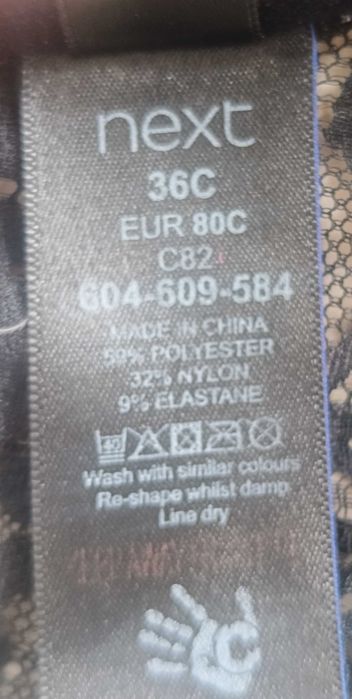 next
36C
EUR 80C
C82
604-609-584
MADE IN CHINA
59% POLYESTER
32% NYLON
9% ELASTANE
40
Wash with similar colours
Re-shape whilst damp
Line dry
C